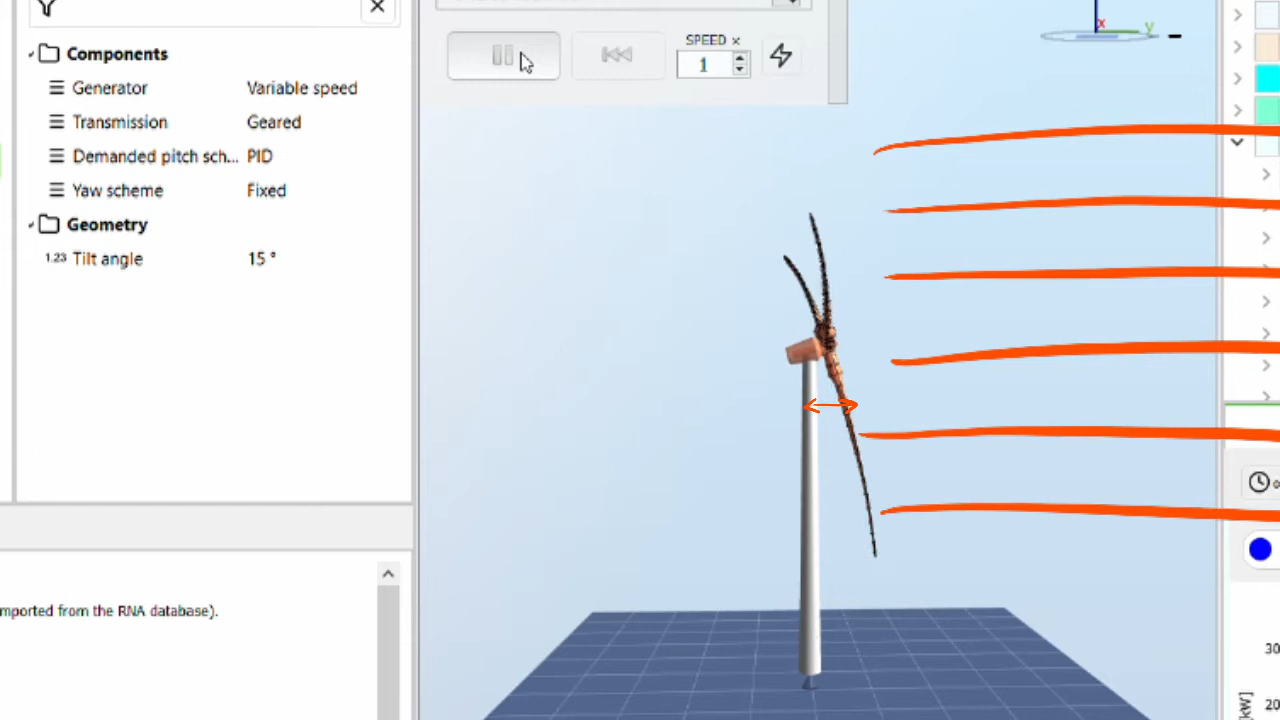 SPEED ×
1
x
y
Components
Generator Variable speed
Transmission Geared
Demanded pitch sch... PID
Yaw scheme Fixed
Geometry
1.23 Tilt angle 15 °
mported from the RNA database).
30
20
[kW]